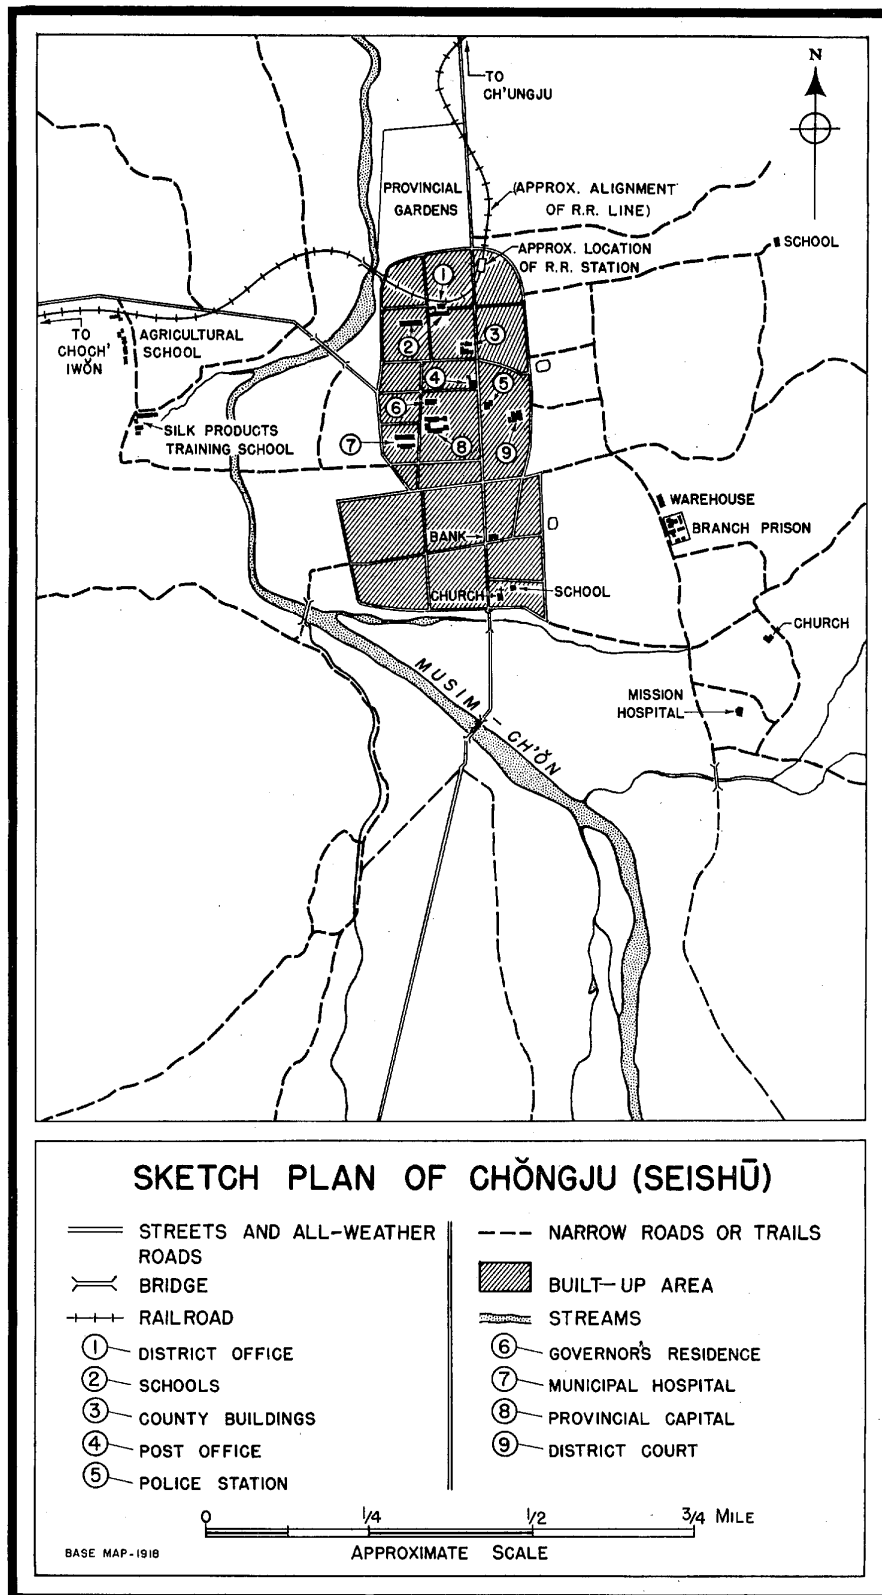 N
TO
CH'UNGJU
PROVINCIAL
GARDENS
(APPROX. ALIGNMENT
OF R.R. LINE)
SCHOOL
APPROX. LOCATION
OF R.R. STATION
1
2
3
4
5
6
7
8
9
TO
CHOCH'
IWŎN
AGRICULTURAL
SCHOOL
SILK PRODUCTS
TRAINING SCHOOL
WAREHOUSE
BRANCH PRISON
BANK
CHURCH
SCHOOL
CHURCH
MISSION
HOSPITAL
MUSIM-CH'ŎN
SKETCH PLAN OF CHŎNGJU (SEISHŪ)
STREETS AND ALL-WEATHER
ROADS
BRIDGE
RAILROAD
1 DISTRICT OFFICE
2 SCHOOLS
3 COUNTY BUILDINGS
4 POST OFFICE
5 POLICE STATION
NARROW ROADS OR TRAILS
BUILT-UP AREA
STREAMS
6 GOVERNOR'S RESIDENCE
7 MUNICIPAL HOSPITAL
8 PROVINCIAL CAPITAL
9 DISTRICT COURT
0 1/4 1/2 3/4 MILE
APPROXIMATE SCALE
BASE MAP-1918